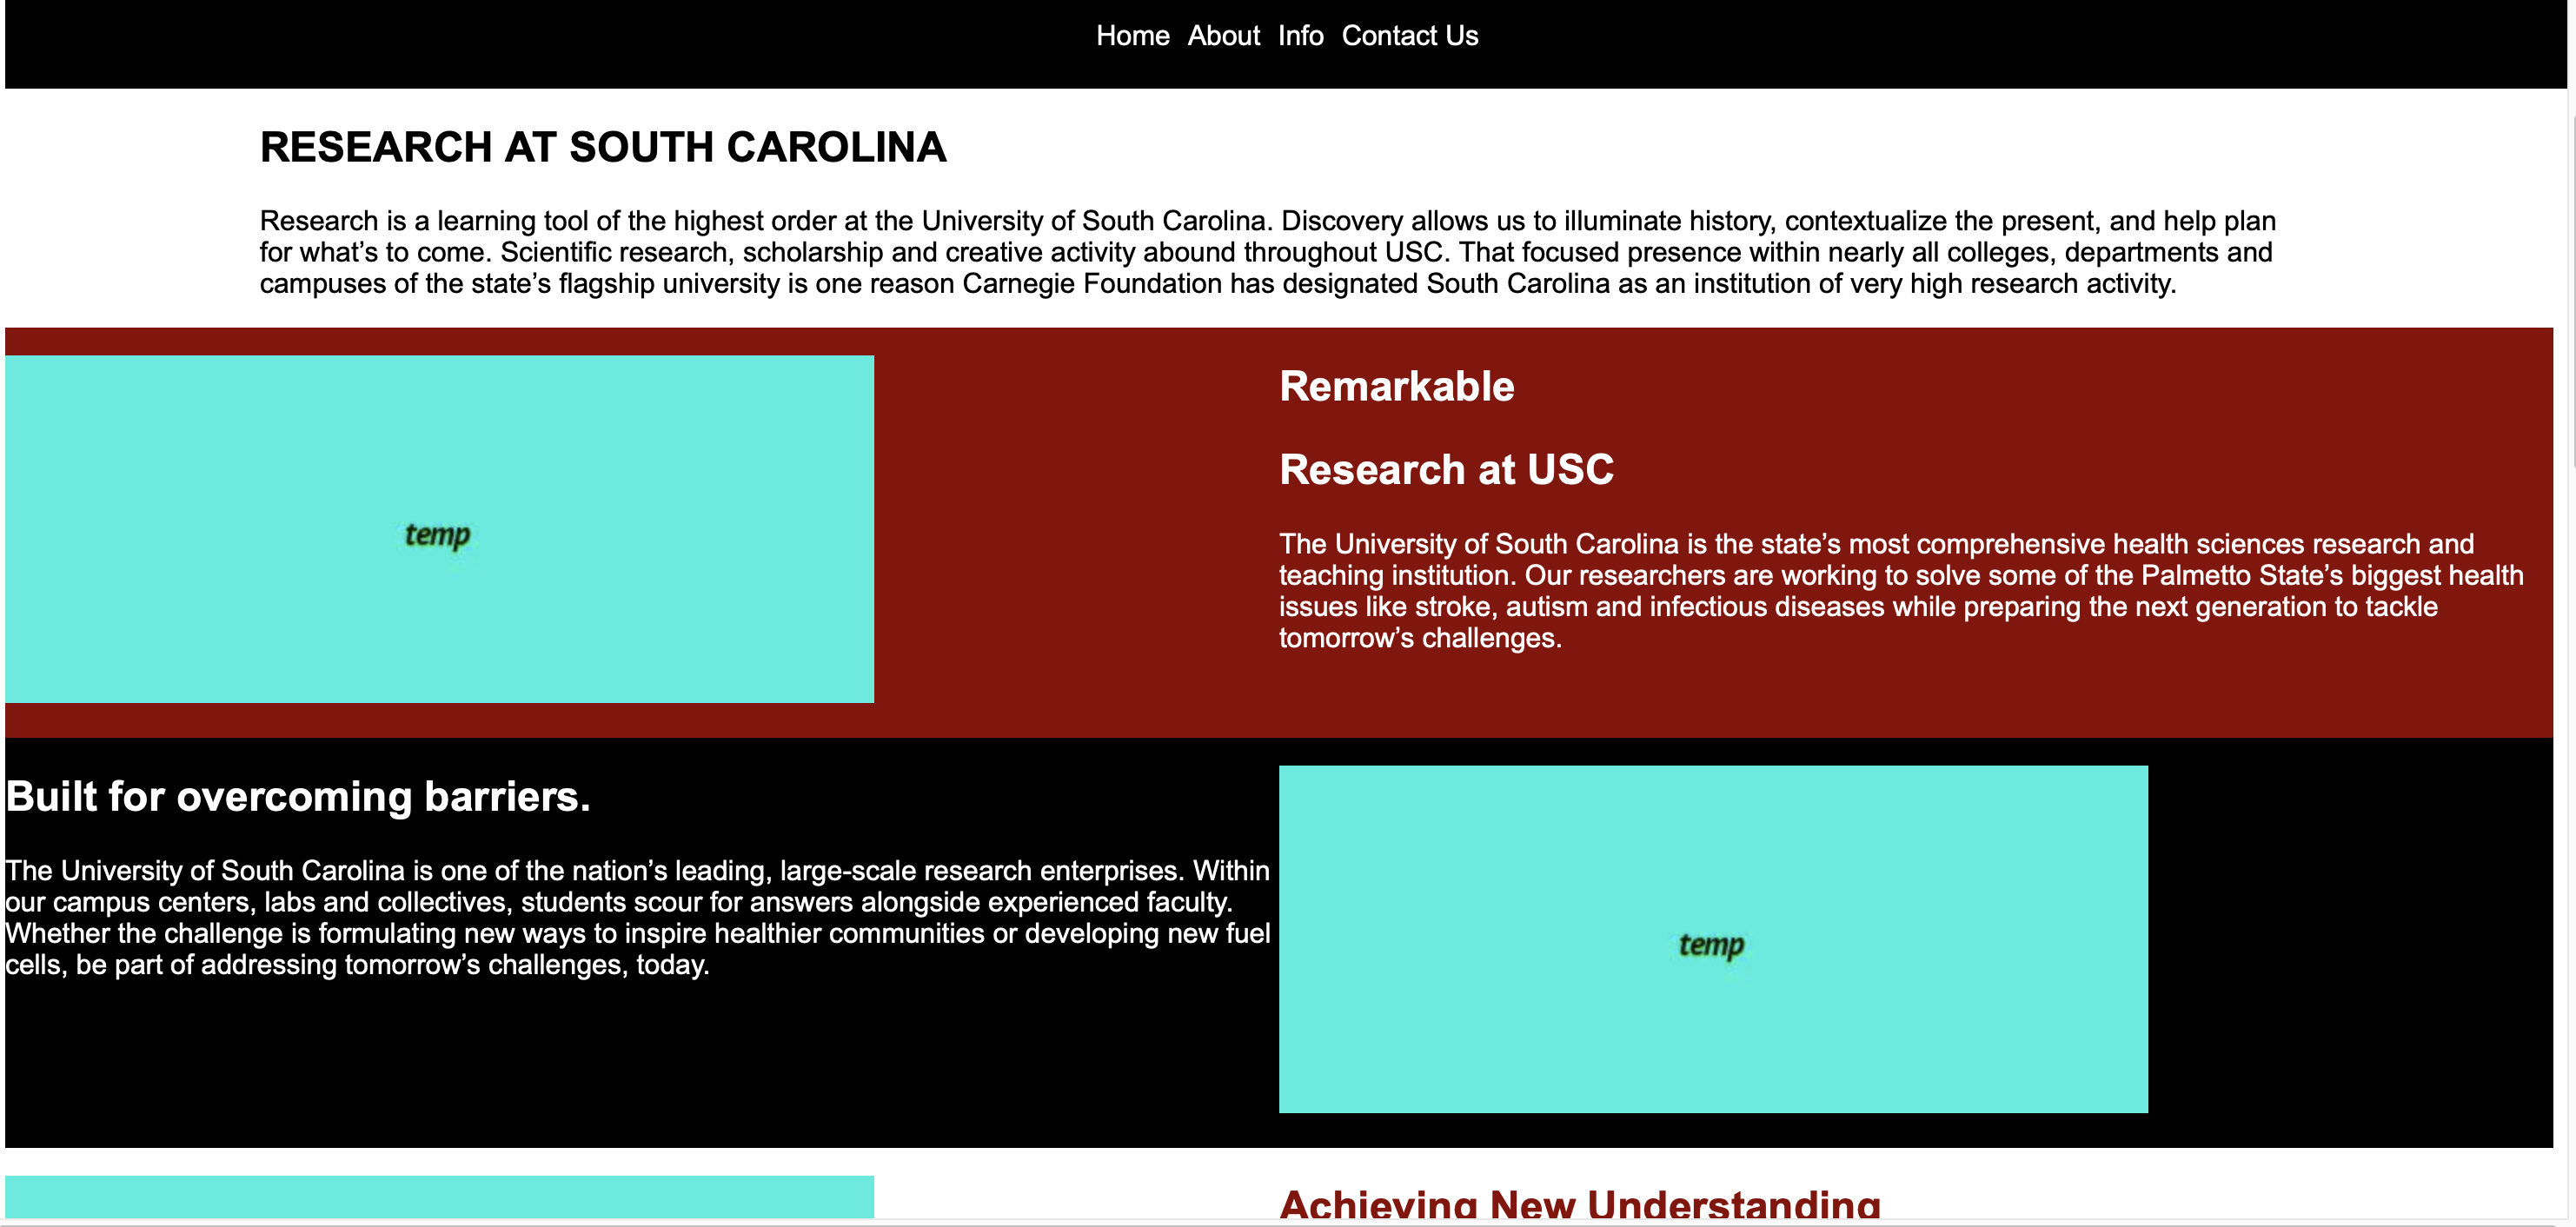 Home About Info Contact Us
RESEARCH AT SOUTH CAROLINA
Research is a learning tool of the highest order at the University of South Carolina. Discovery allows us to illuminate history, contextualize the present, and help plan
for what’s to come. Scientific research, scholarship and creative activity abound throughout USC. That focused presence within nearly all colleges, departments and
campuses of the state’s flagship university is one reason Carnegie Foundation has designated South Carolina as an institution of very high research activity.
temp
Remarkable
Research at USC
The University of South Carolina is the state’s most comprehensive health sciences research and
teaching institution. Our researchers are working to solve some of the Palmetto State’s biggest health
issues like stroke, autism and infectious diseases while preparing the next generation to tackle
tomorrow’s challenges.
Built for overcoming barriers.
The University of South Carolina is one of the nation’s leading, large-scale research enterprises. Within
our campus centers, labs and collectives, students scour for answers alongside experienced faculty.
Whether the challenge is formulating new ways to inspire healthier communities or developing new fuel
cells, be part of addressing tomorrow’s challenges, today.
temp
Achieving New Understanding